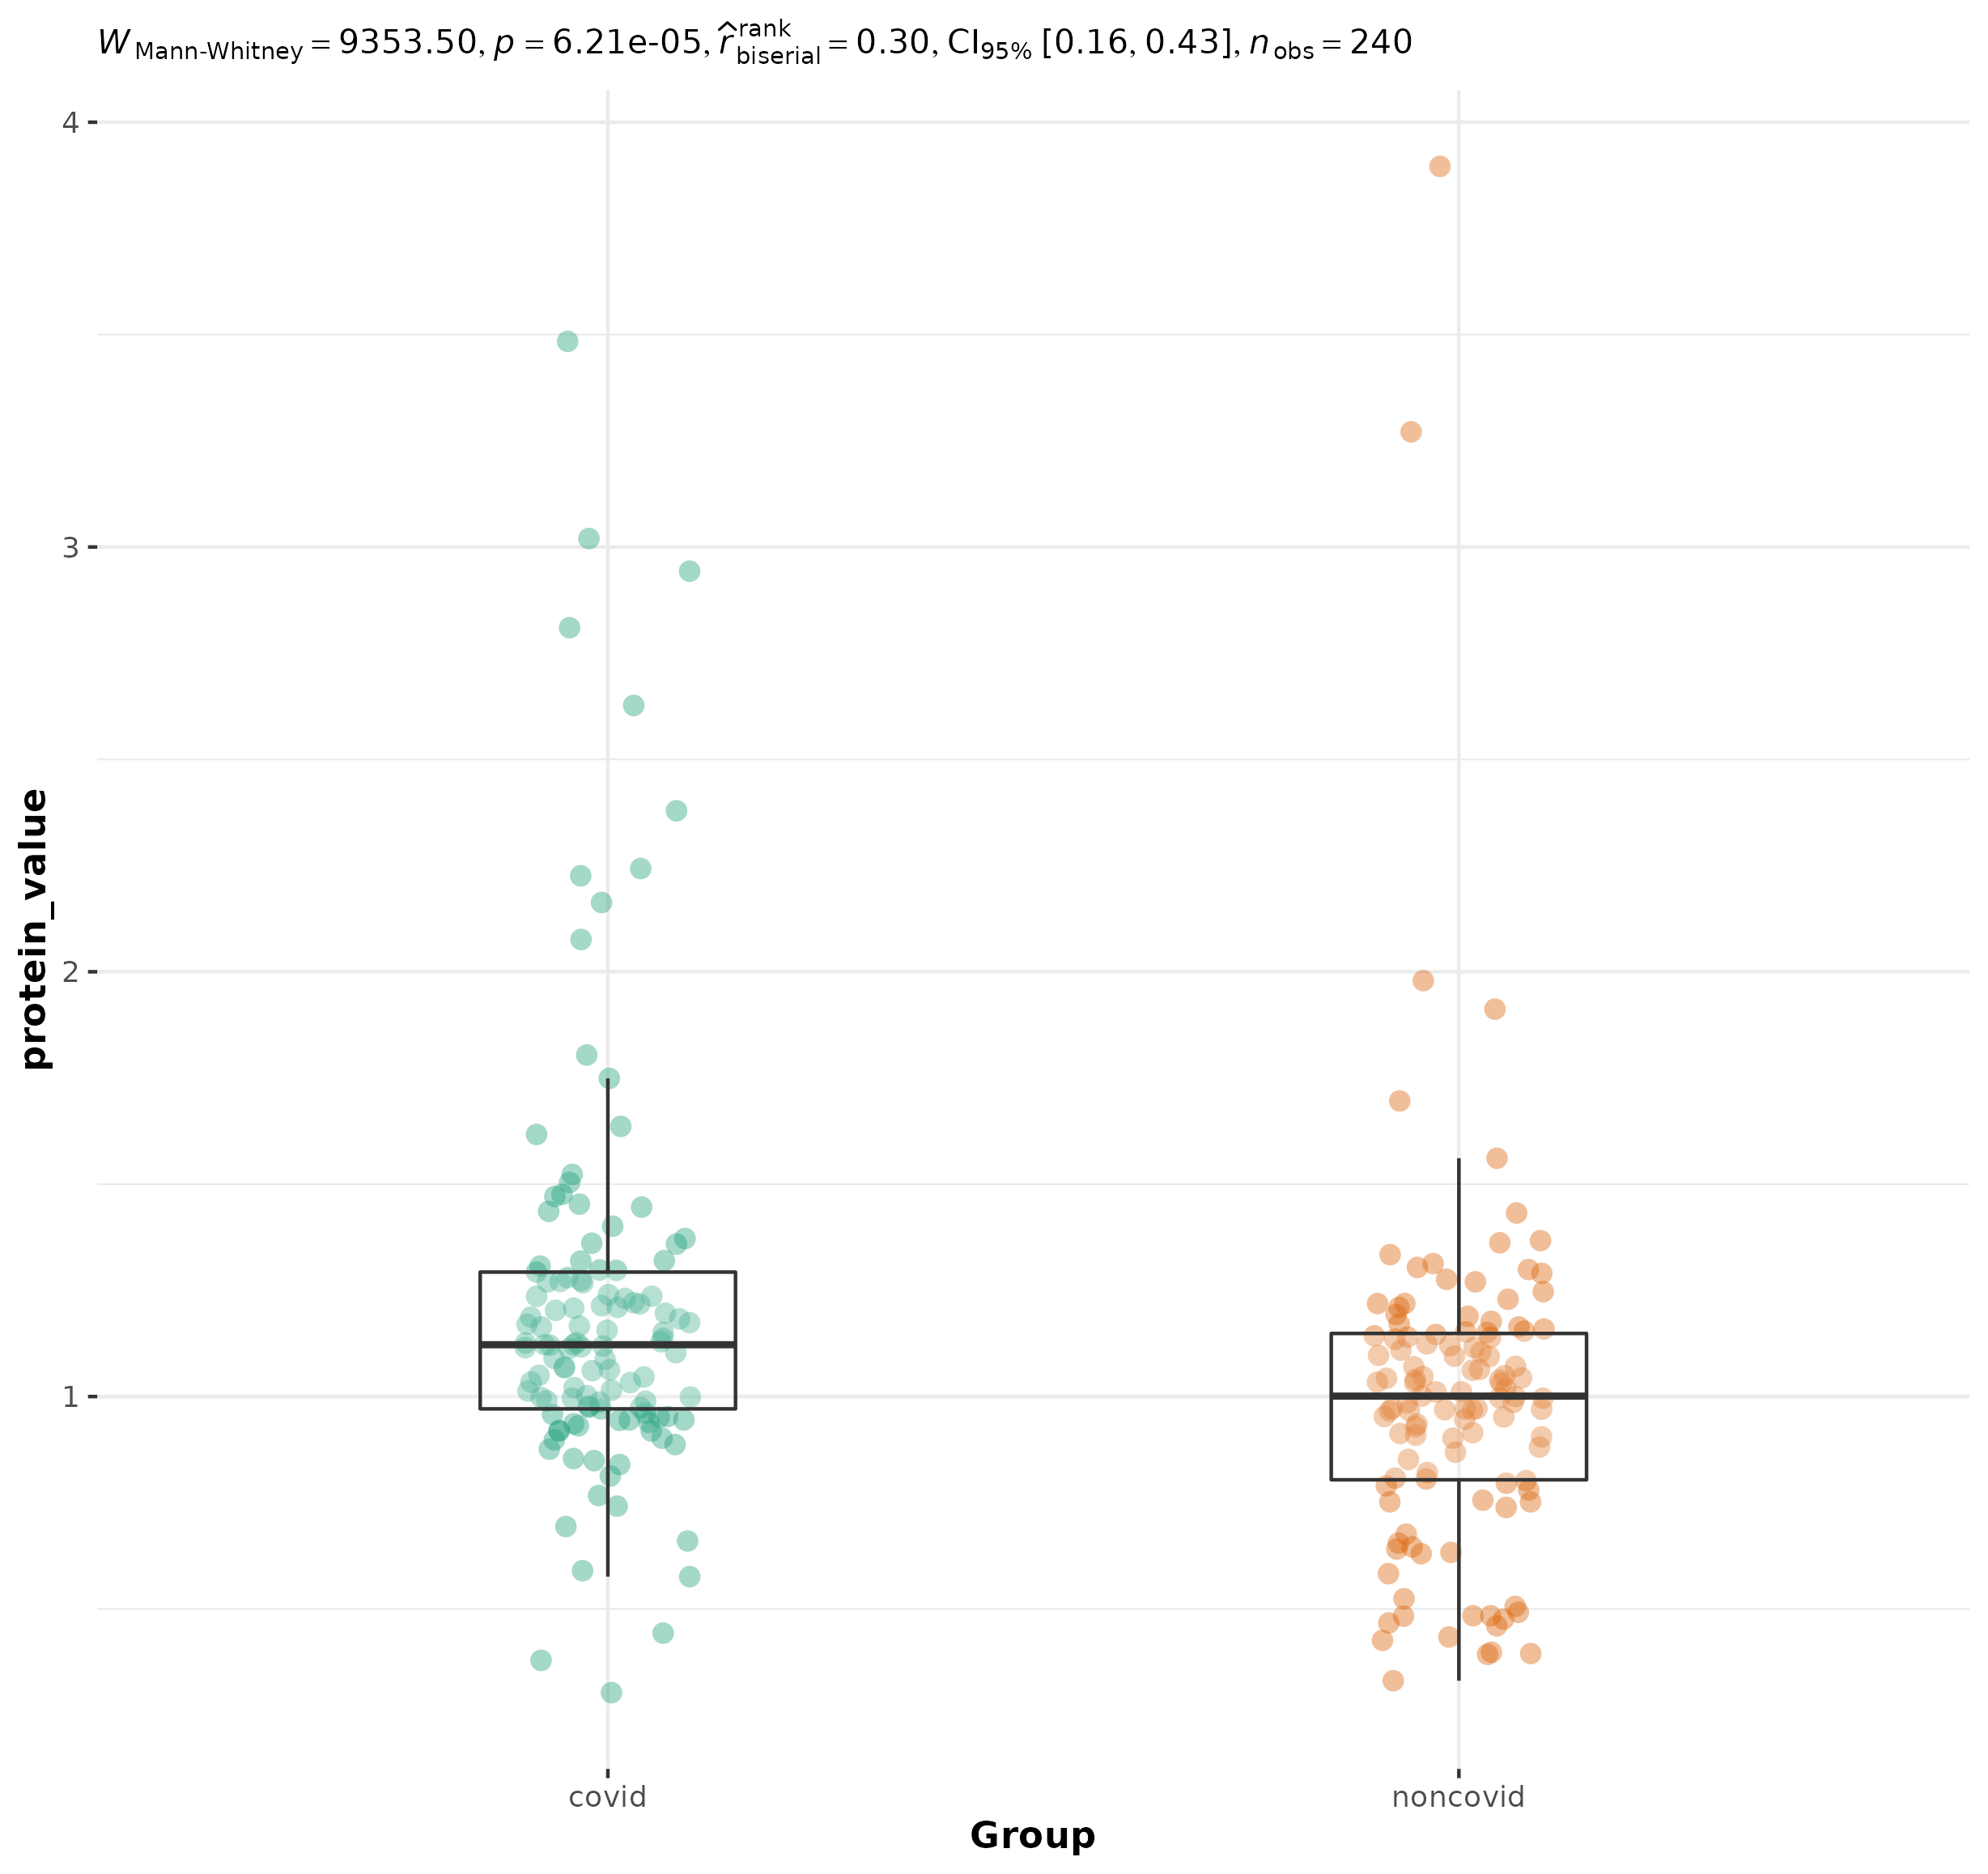 W Mann-Whitney = 9353.50, p = 6.21e-05, r̂ rank biserial = 0.30, CI95% [0.16, 0.43], nobs = 240
4
3
2
1
protein_value
covid noncovid
Group